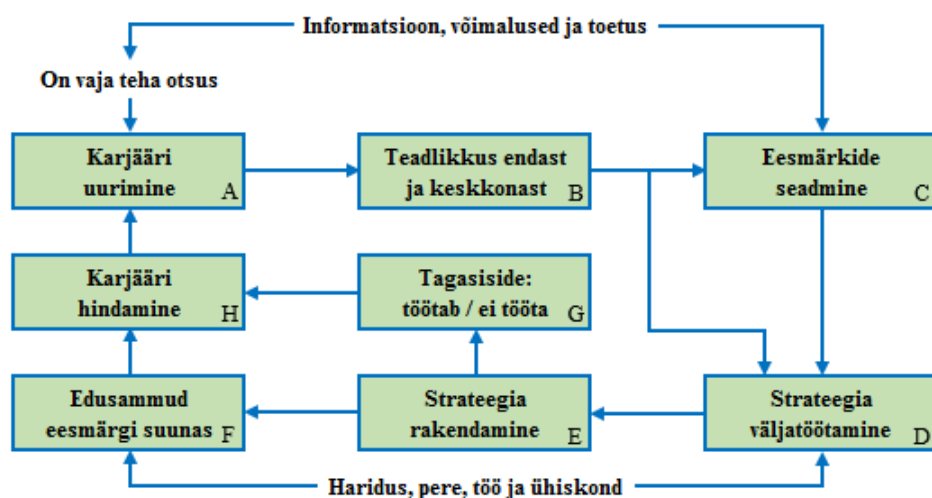 Informatsioon, võimalused ja toetus
On vaja teha otsus
Karjääri
uurimine A
Teadlikkus endast
ja keskkonast B
Eesmärkide
seadmine C
Karjääri
hindamine H
Tagasiside:
töötab / ei tööta G
Edusammud
eesmärgi suunas F
Strateegia
rakendamine E
Strateegia
väljatöötamine D
Haridus, pere, töö ja ühiskond